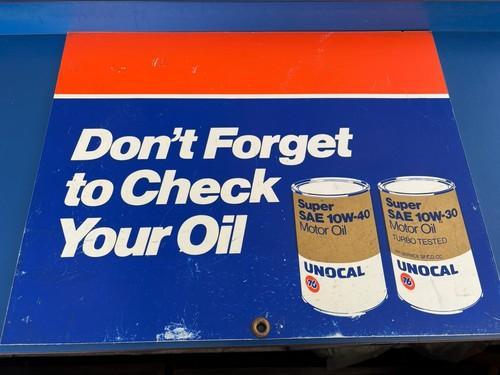 Don't Forget
to Check
Your Oil
Super
SAE 10W-40
Motor Oil
UNOCAL
76
Super
SAE 10W-30
Motor Oil
TURBO TESTED
UNOCAL
76